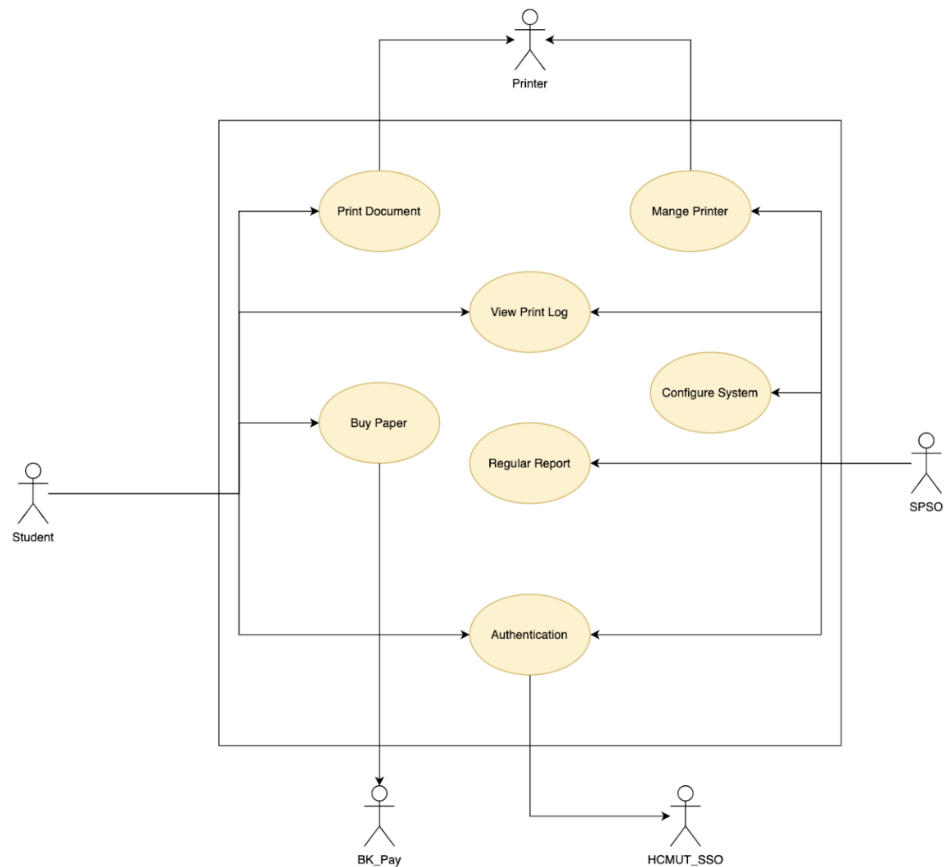 Printer
Print Document
Mange Printer
View Print Log
Configure System
Buy Paper
Regular Report
Student
SPSO
Authentication
BK_Pay
HCMUT_SSO